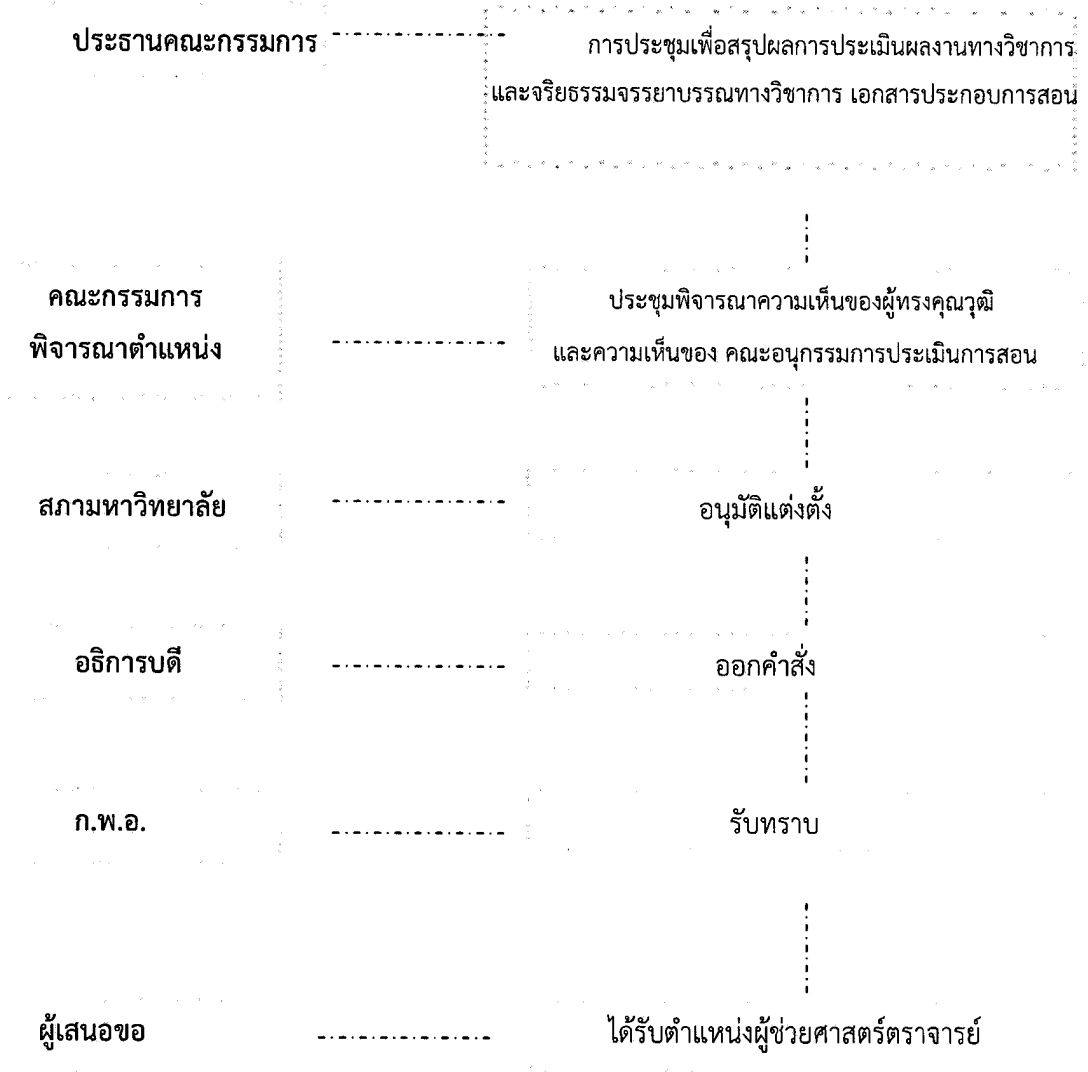 ประธานคณะกรรมการ
การประชุมเพื่อสรุปผลการประเมินผลงานทางวิชาการ
และจริยธรรมจรรยาบรรณทางวิชาการ เอกสารประกอบการสอน
คณะกรรมการ
พิจารณาตำแหน่ง
ประชุมพิจารณาความเห็นของผู้ทรงคุณวุฒิ
และความเห็นของ คณะอนุกรรมการประเมินการสอน
สภามหาวิทยาลัย
อนุมัติแต่งตั้ง
อธิการบดี
ออกคำสั่ง
ก.พ.อ.
รับทราบ
ผู้เสนอขอ
ได้รับตำแหน่งผู้ช่วยศาสตร์ตราจารย์